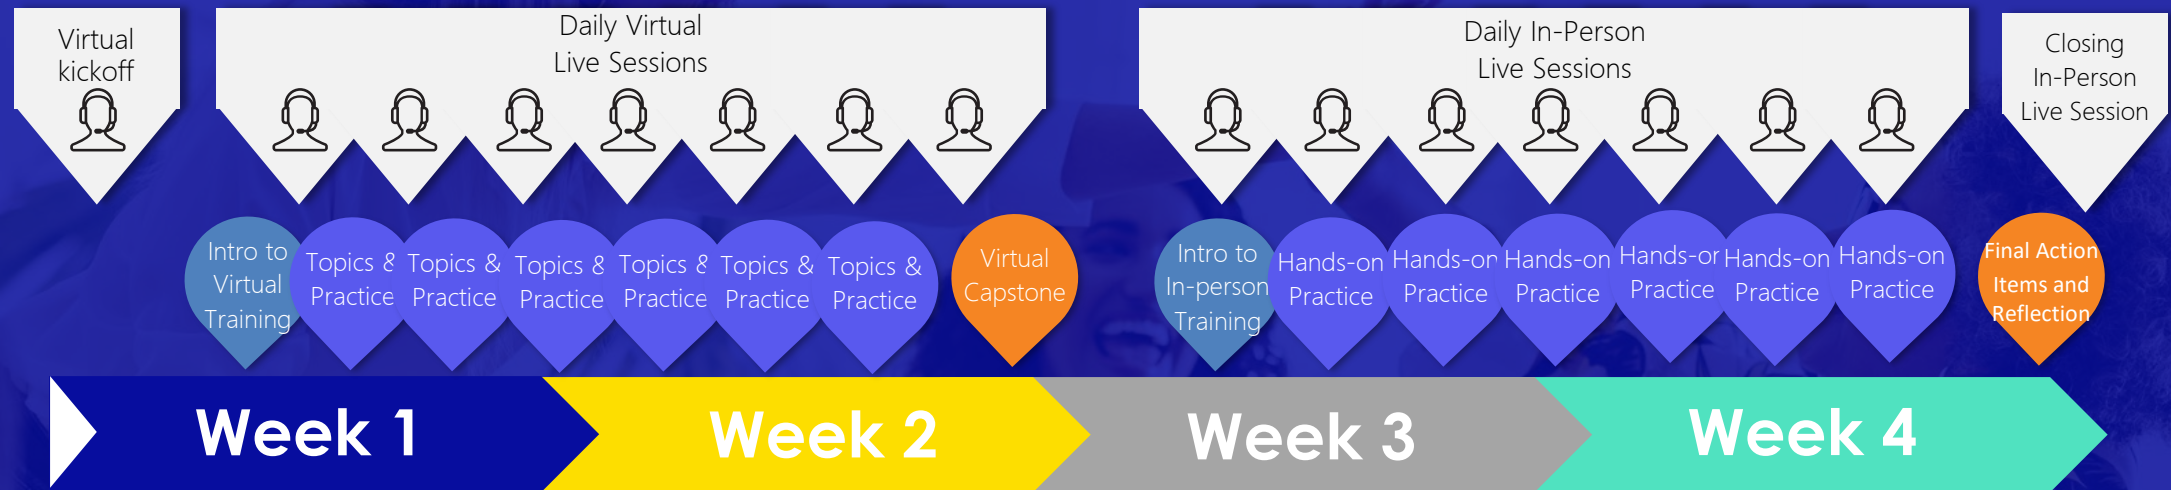 Virtual
kickoff
Daily Virtual
Live Sessions
Daily In-Person
Live Sessions
Closing
In-Person
Live Session
Intro to
Virtual
Training
Topics &
Practice
Topics &
Practice
Topics &
Practice
Topics &
Practice
Topics &
Practice
Topics &
Practice
Virtual
Capstone
Intro to
In-person
Training
Hands-on
Practice
Hands-on
Practice
Hands-on
Practice
Hands-on
Practice
Hands-on
Practice
Hands-on
Practice
Final Action
Items and
Reflection
Week 1
Week 2
Week 3
Week 4